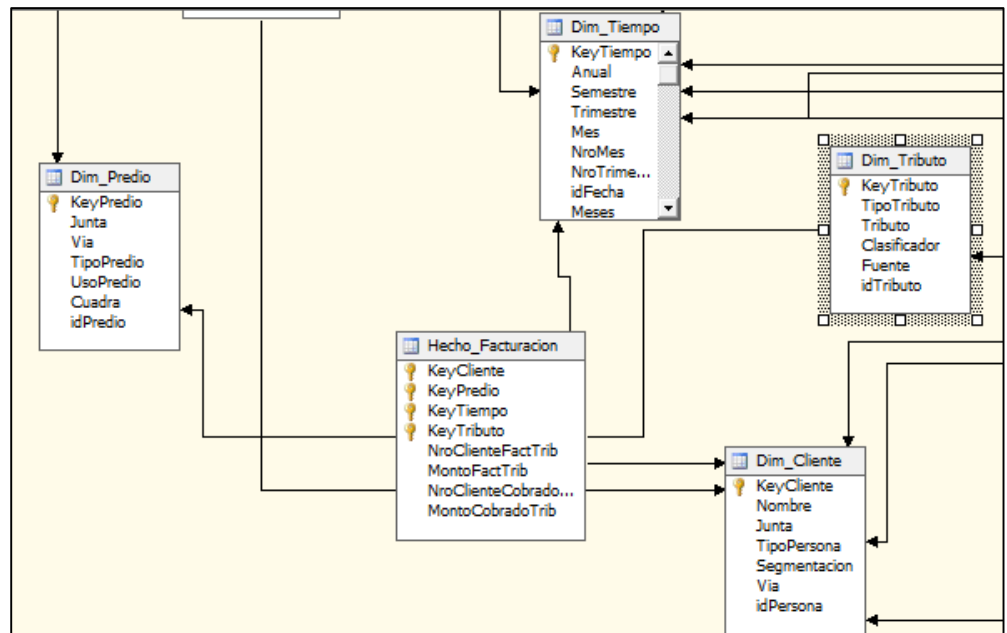 Dim_Tiempo
KeyTiempo
Anual
Semestre
Trimestre
Mes
NroMes
NroTrime...
idFecha
Meses
Dim_Predio
KeyPredio
Junta
Via
TipoPredio
UsoPredio
Cuadra
idPredio
Dim_Tributo
KeyTributo
TipoTributo
Tributo
Clasificador
Fuente
idTributo
Hecho_Facturacion
KeyCliente
KeyPredio
KeyTiempo
KeyTributo
NroClienteFactTrib
MontoFactTrib
NroClienteCobrado...
MontoCobradoTrib
Dim_Cliente
KeyCliente
Nombre
Junta
TipoPersona
Segmentacion
Via
idPersona